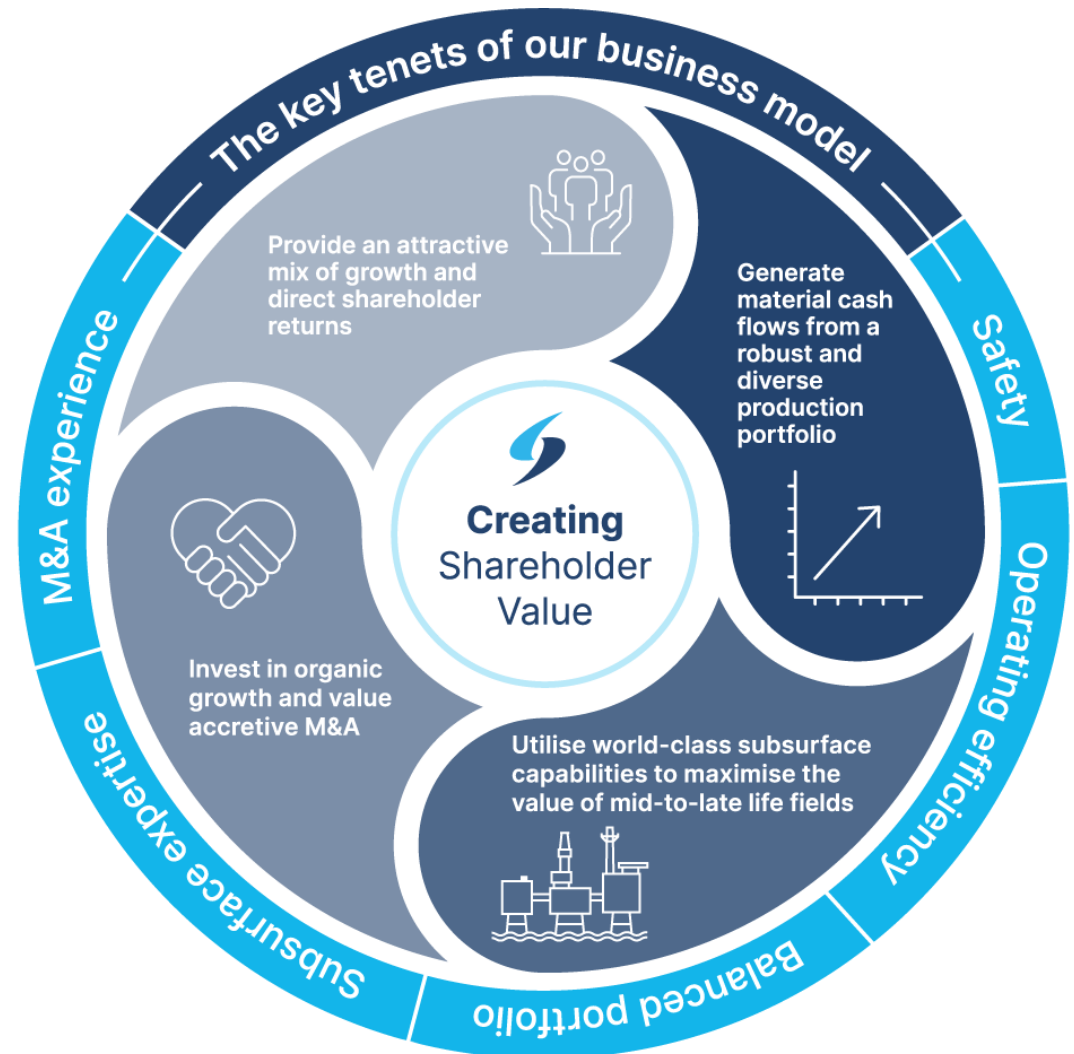 The key tenets of our business model
Safety
Operating efficiency
Balanced portfolio
Subsurface expertise
M&A experience
Provide an attractive
mix of growth and
direct shareholder
returns
Generate
material cash
flows from a
robust and
diverse
production
portfolio
Utilise world-class subsurface
capabilities to maximise the
value of mid-to-late life fields
Invest in organic
growth and value
accretive M&A
Creating
Shareholder
Value